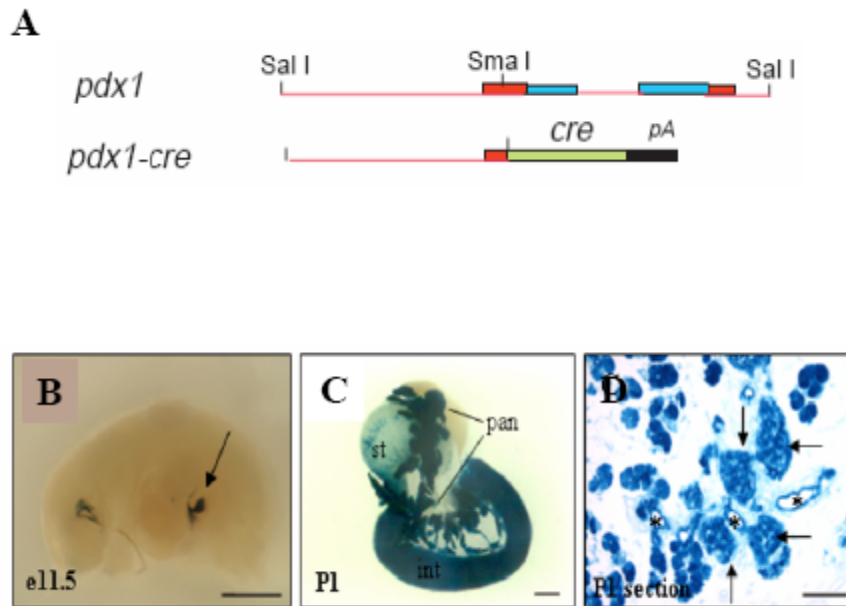 A
Sal I Sma I Sal I
pdx1
cre pA
pdx1-cre
B C D
pan
st
int
e11.5 P1 P1 section
* * *